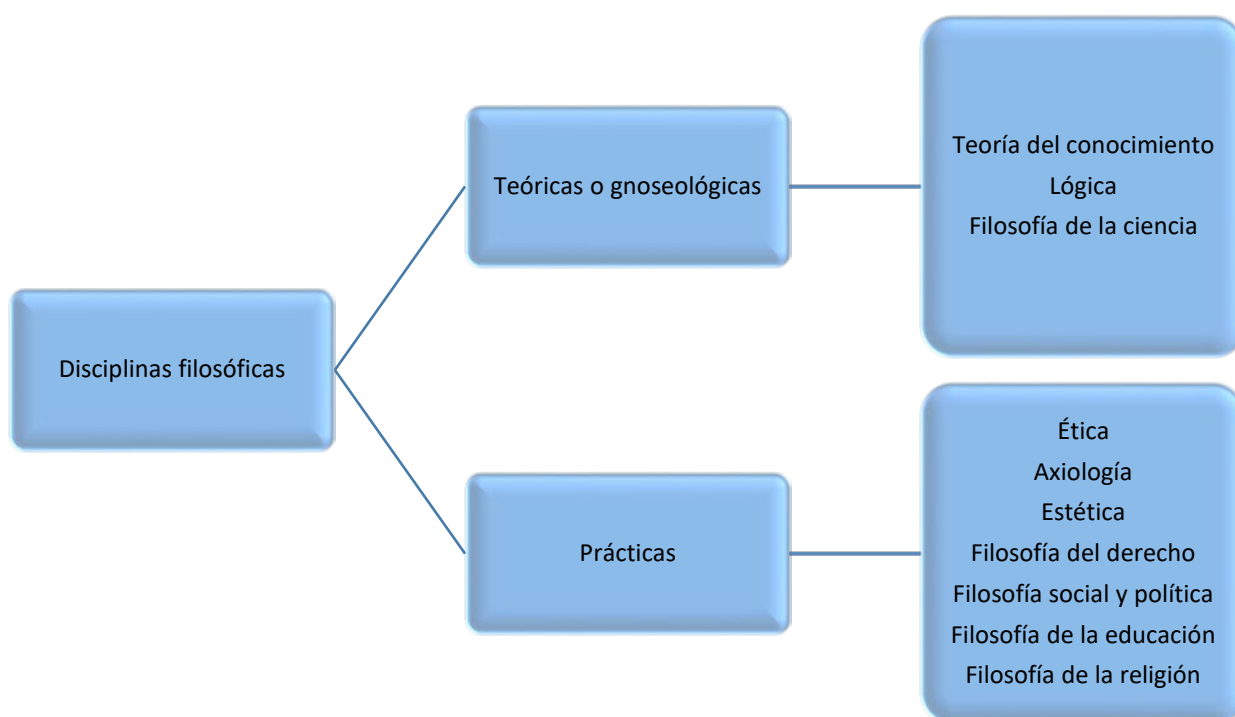 Disciplinas filosóficas
Teóricas o gnoseológicas
Teoría del conocimiento
Lógica
Filosofía de la ciencia
Prácticas
Ética
Axiología
Estética
Filosofía del derecho
Filosofía social y política
Filosofía de la educación
Filosofía de la religión